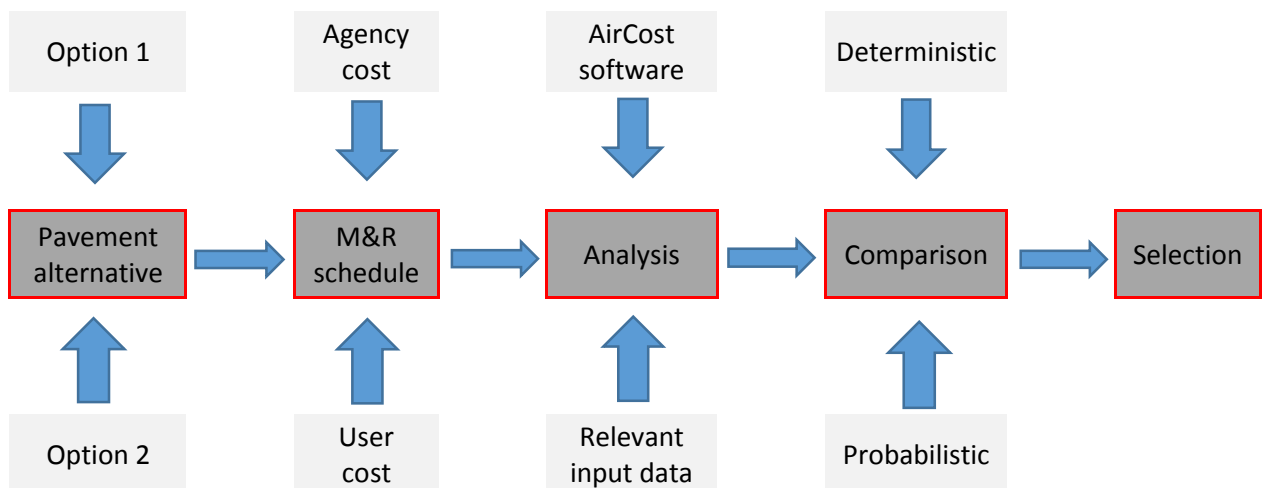 Option 1
Agency
cost
AirCost
software
Deterministic
Pavement
alternative
M&R
schedule
Analysis
Comparison
Selection
Option 2
User
cost
Relevant
input data
Probabilistic